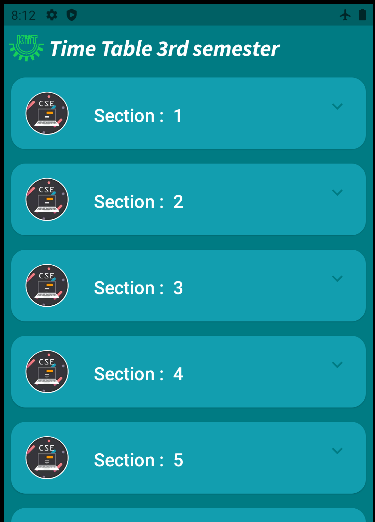 8:12
KIIT
Time Table 3rd semester
CSE
Section : 1
CSE
Section : 2
CSE
Section : 3
CSE
Section : 4
CSE
Section : 5